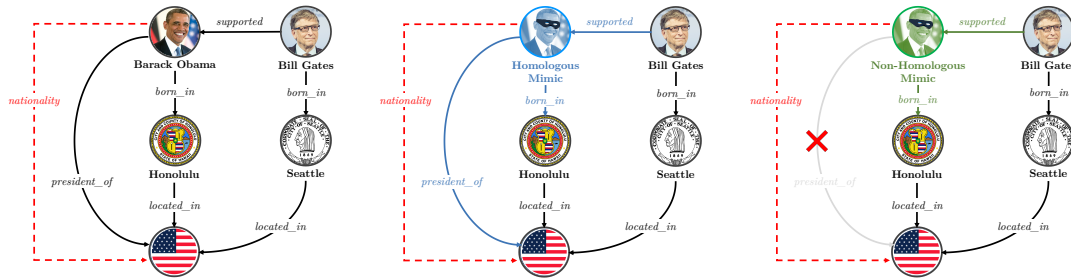 supported
Barack Obama
Bill Gates
nationality
born_in
born_in
Honolulu
Seattle
president_of
located_in
located_in
supported
Homologous
Mimic
Bill Gates
nationality
born_in
born_in
Honolulu
Seattle
president_of
located_in
located_in
supported
Non-Homologous
Mimic
Bill Gates
nationality
born_in
born_in
Honolulu
Seattle
president_of
located_in
located_in